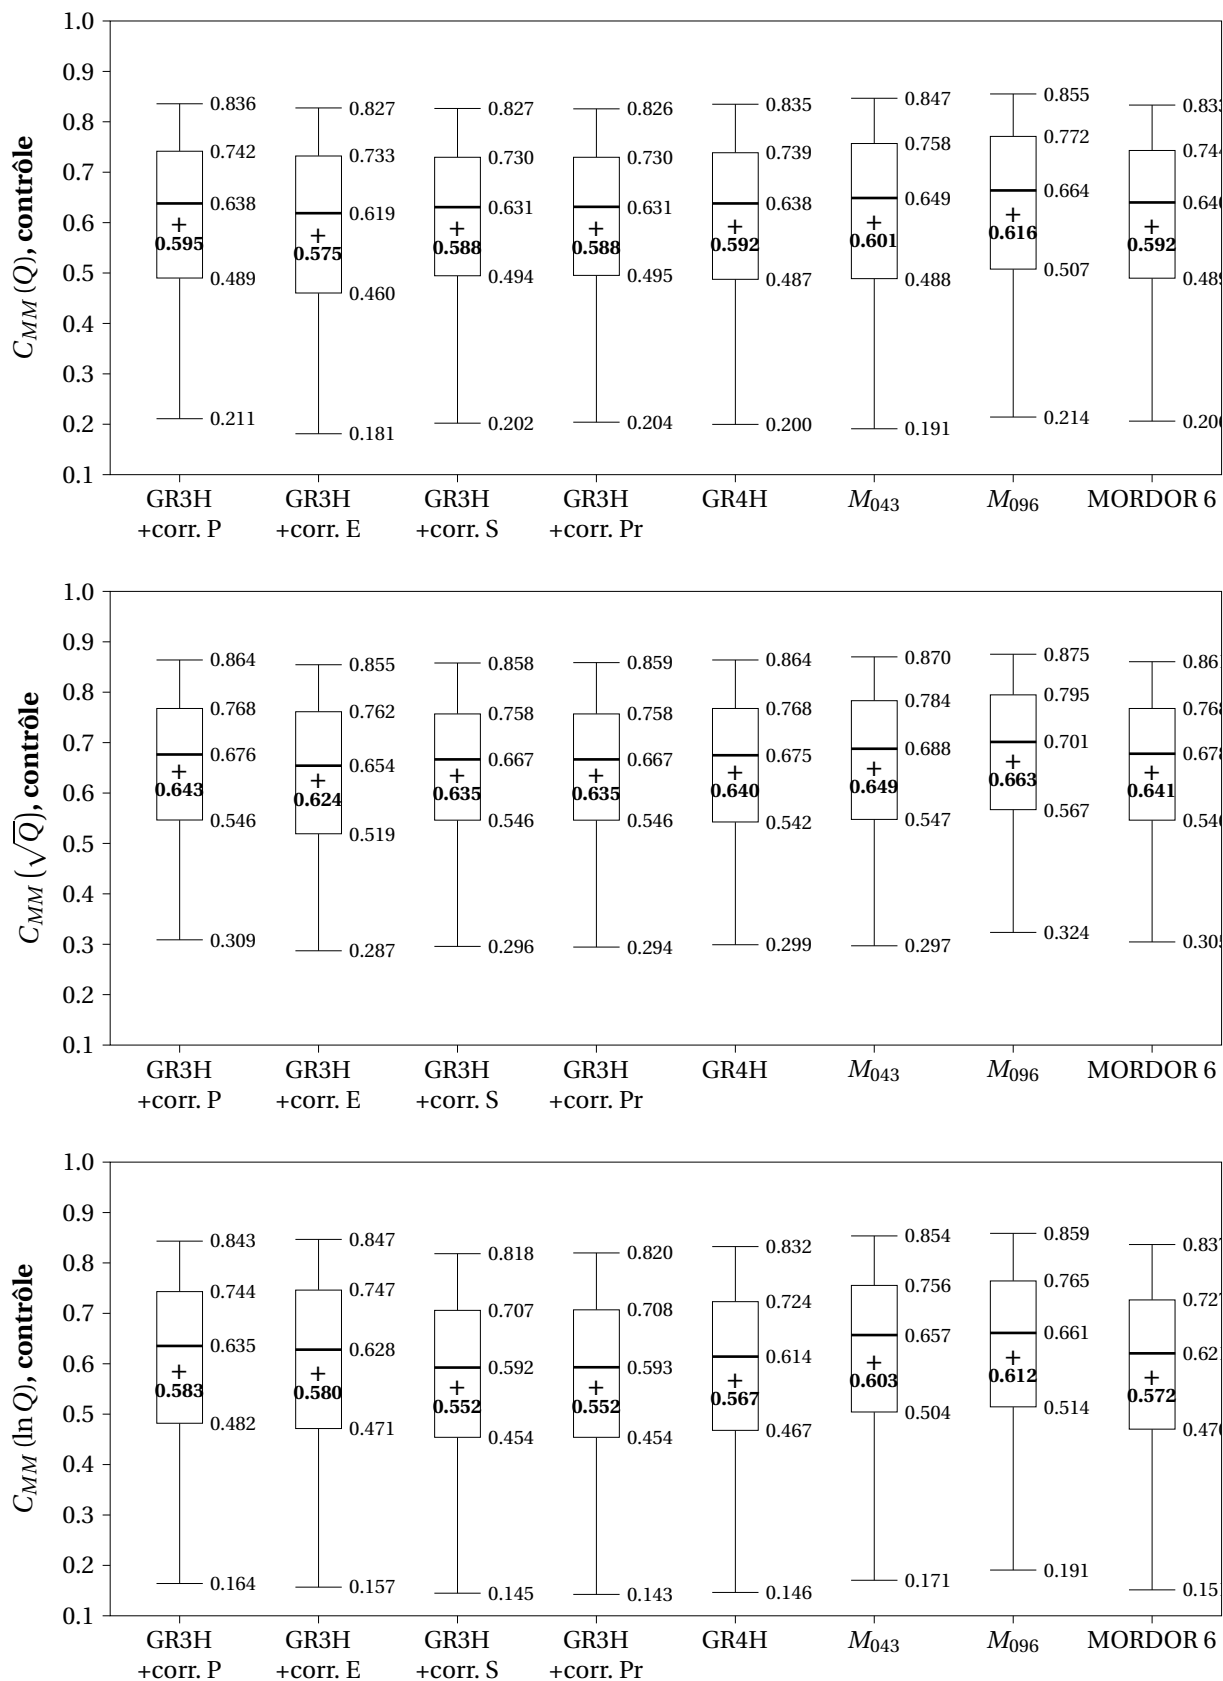 1.0
0.9
0.8
0.7
0.6
0.5
0.4
0.3
0.2
0.1
C_MM (Q), contrôle
0.836 0.827 0.827 0.826 0.835 0.847 0.855
0.742 0.733 0.730 0.730 0.739 0.758 0.772
0.638 0.619 0.631 0.631 0.638 0.649 0.664
0.595 0.575 0.588 0.588 0.592 0.601 0.616 0.592
0.489 0.460 0.494 0.495 0.487 0.488 0.507
0.211 0.181 0.202 0.204 0.200 0.191 0.214
GR3H GR3H GR3H GR3H GR4H M043 M096 MORDOR 6
+corr. P +corr. E +corr. S +corr. Pr
1.0
0.9
0.8
0.7
0.6
0.5
0.4
0.3
0.2
0.1
C_MM (√Q), contrôle
0.864 0.855 0.858 0.859 0.864 0.870 0.875
0.768 0.762 0.758 0.758 0.768 0.784 0.795
0.676 0.654 0.667 0.667 0.675 0.688 0.701
0.643 0.624 0.635 0.635 0.640 0.649 0.663 0.641
0.546 0.519 0.546 0.546 0.542 0.547 0.567
0.309 0.287 0.296 0.294 0.299 0.297 0.324
GR3H GR3H GR3H GR3H GR4H M043 M096 MORDOR 6
+corr. P +corr. E +corr. S +corr. Pr
1.0
0.9
0.8
0.7
0.6
0.5
0.4
0.3
0.2
0.1
C_MM (ln Q), contrôle
0.843 0.847 0.818 0.820 0.832 0.854 0.859
0.744 0.747 0.707 0.708 0.724 0.756 0.765
0.635 0.628 0.592 0.593 0.614 0.657 0.661
0.583 0.580 0.552 0.552 0.567 0.603 0.612 0.572
0.482 0.471 0.454 0.454 0.467 0.504 0.514
0.164 0.157 0.145 0.143 0.146 0.171 0.191
GR3H GR3H GR3H GR3H GR4H M043 M096 MORDOR 6
+corr. P +corr. E +corr. S +corr. Pr